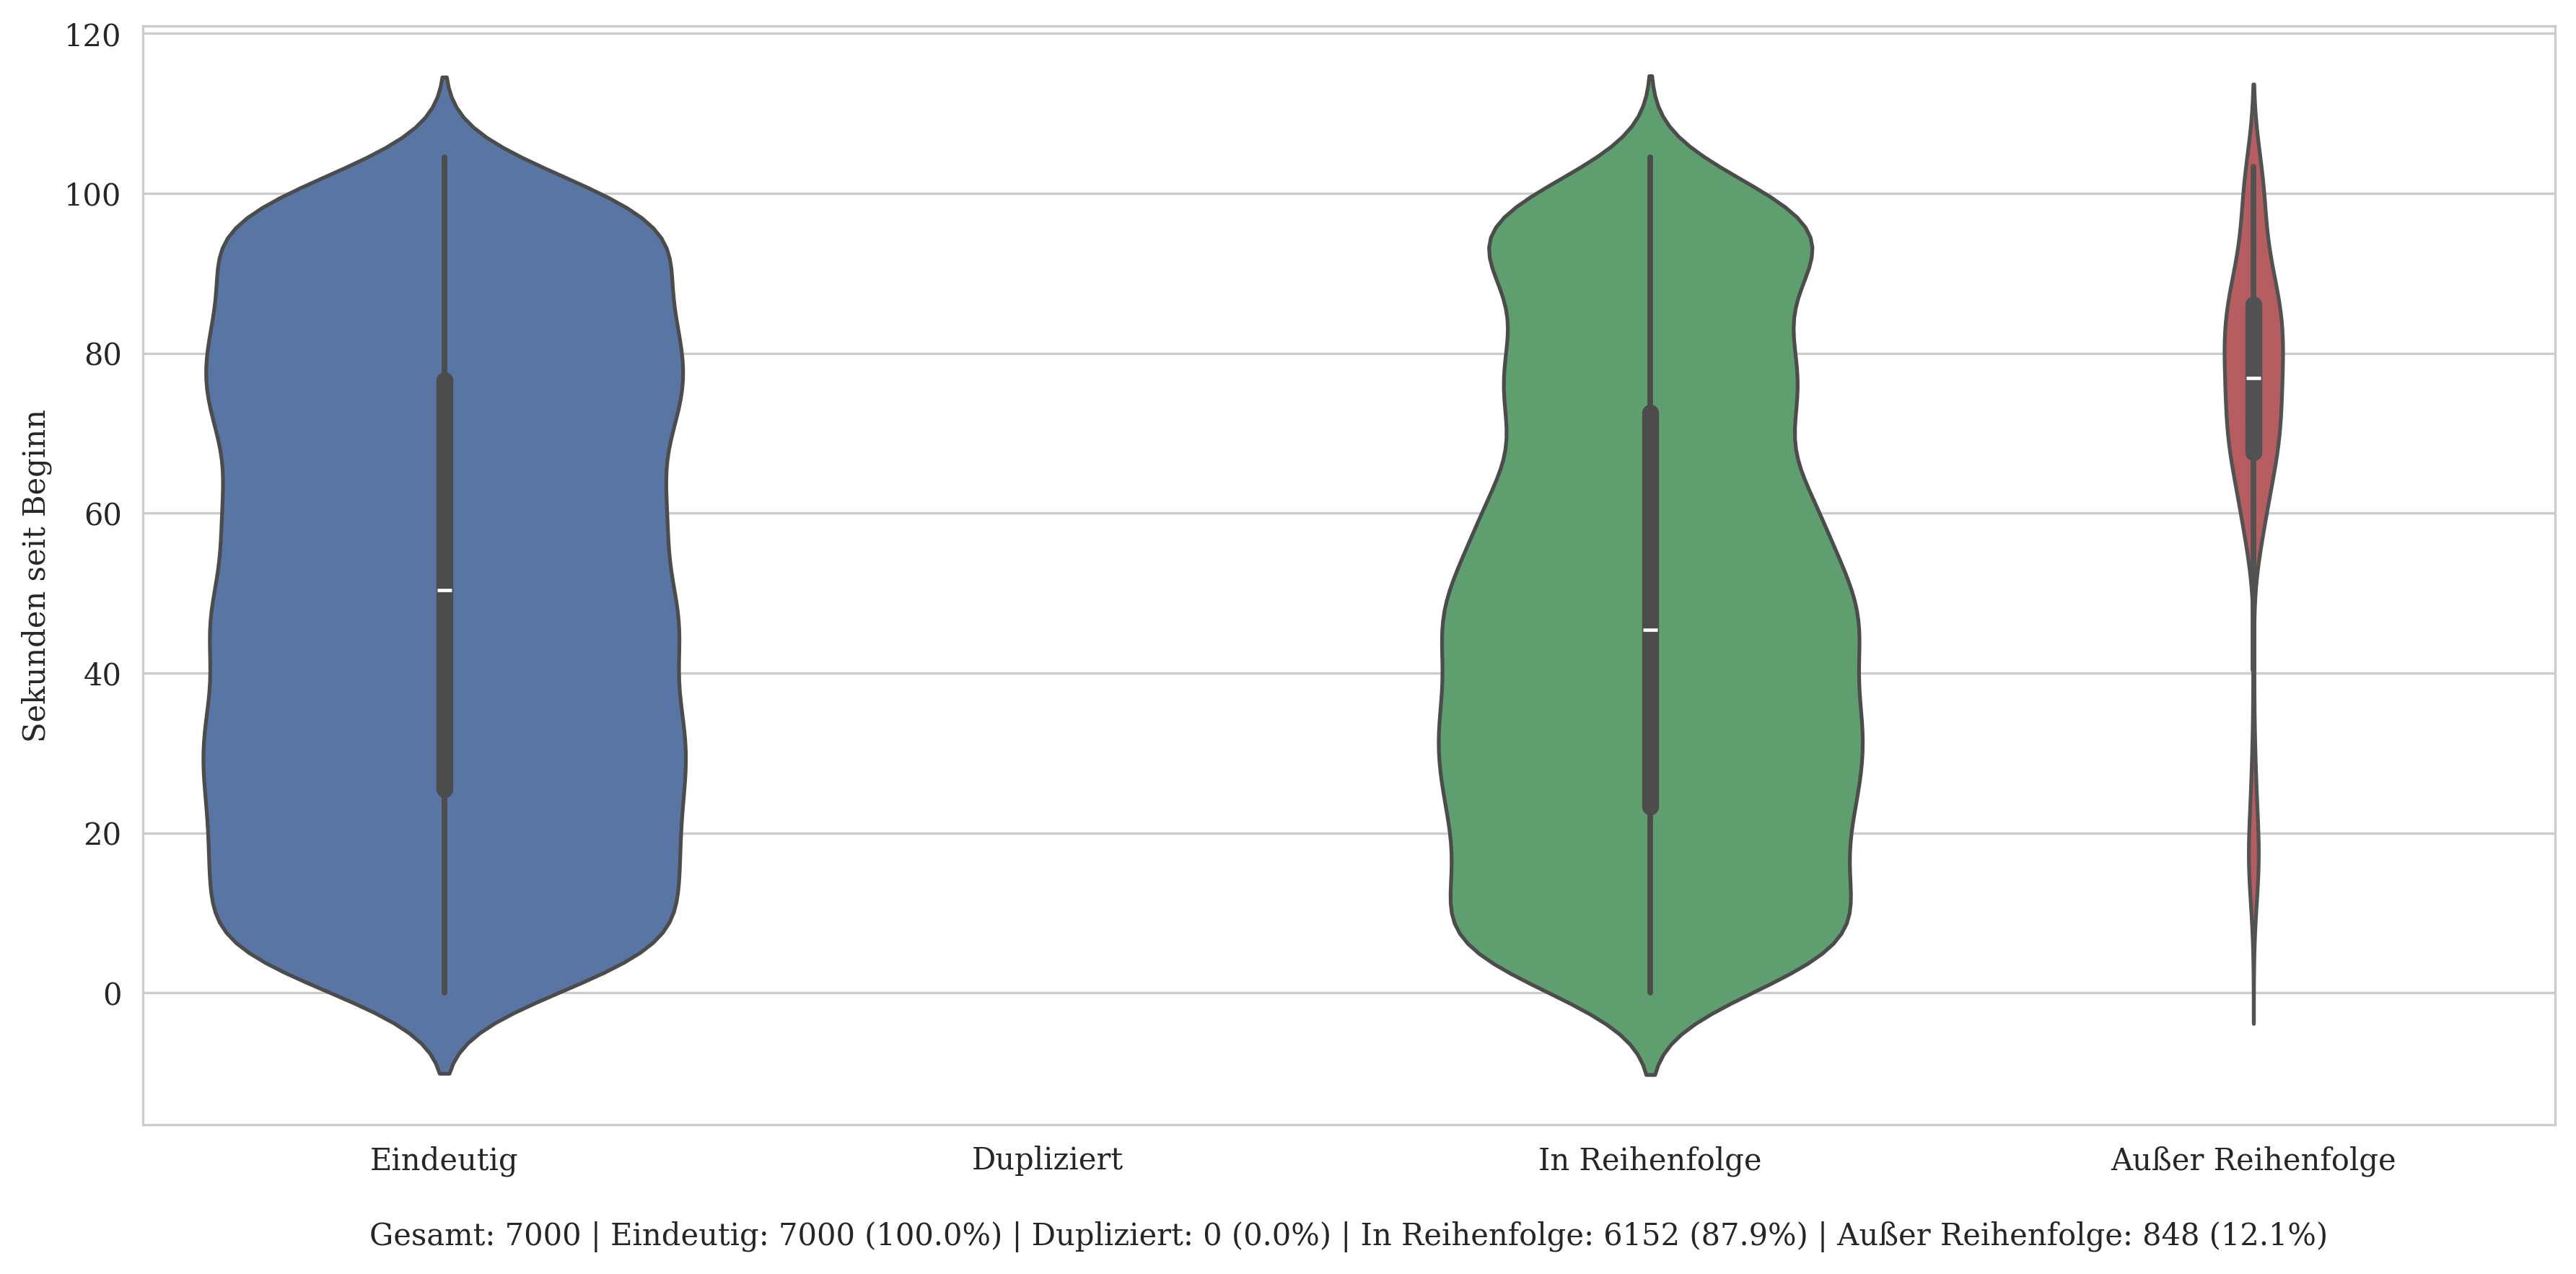 120
100
80
60
40
20
0
Sekunden seit Beginn
Eindeutig
Dupliziert
In Reihenfolge
Außer Reihenfolge
Gesamt: 7000 | Eindeutig: 7000 (100.0%) | Dupliziert: 0 (0.0%) | In Reihenfolge: 6152 (87.9%) | Außer Reihenfolge: 848 (12.1%)